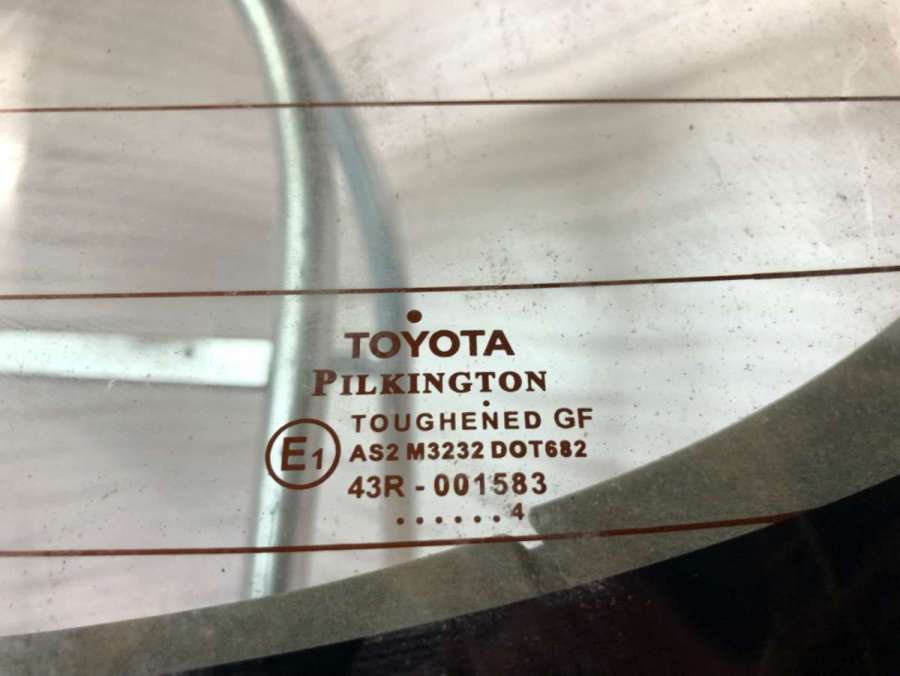 TOYOTA
PILKINGTON
TOUGHENED GF
E1
AS2 M3232 DOT682
43R - 001583
. . . . . . 4